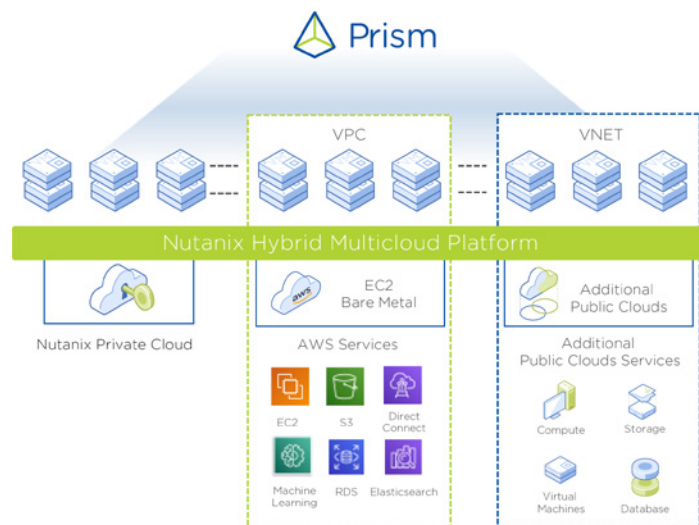 Prism
VPC
VNET
Nutanix Hybrid Multicloud Platform
aws
EC2
Bare Metal
Additional
Public Clouds
Nutanix Private Cloud
AWS Services
Additional
Public Clouds Services
EC2
S3
Direct
Connect
Compute
Storage
Machine
Learning
RDS
Elasticsearch
Virtual
Machines
Database